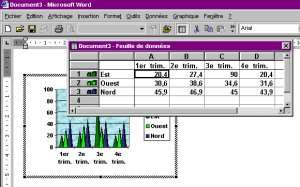 Document3 - Microsoft Word
Fichier Edition Affichage Insertion Format Outils Données Graphique Fenêtre ?
Arial
Document3 - Feuille de données
A B C D
1er trim. 2e trim. 3e trim. 4e trim.
1 Est 20,4 27,4 90 20,4
2 Ouest 30,6 38,6 34,6 31,6
3 Nord 45,9 46,9 45 43,9
4
100
80
60
40
20
0
1er trim. 2e trim. 3e trim. 4e trim.
Est
Ouest
Nord